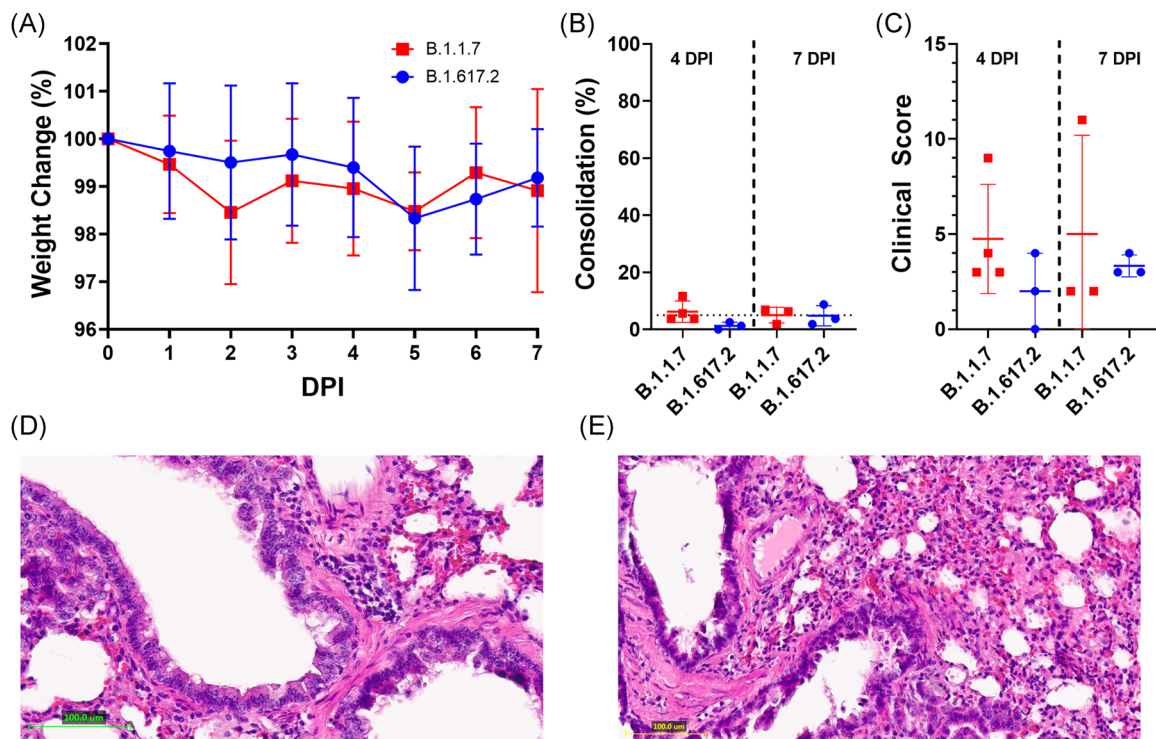 (A)
102
101
100
99
98
97
96
Weight Change (%)
0 1 2 3 4 5 6 7
DPI
B.1.1.7
B.1.617.2
(B)
100
80
60
40
20
0
Consolidation (%)
4 DPI 7 DPI
B.1.1.7 B.1.617.2 B.1.1.7 B.1.617.2
(C)
15
10
5
0
Clinical Score
4 DPI 7 DPI
B.1.1.7 B.1.617.2 B.1.1.7 B.1.617.2
(D)
100.0 um
(E)
100.0 um